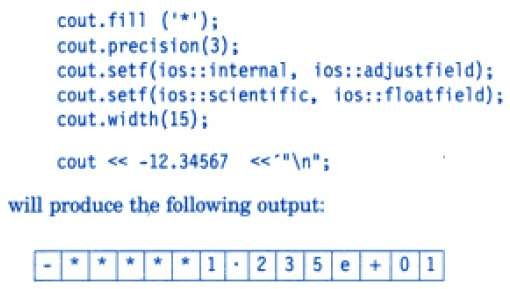 cout.fill ('*');
cout.precision(3);
cout.setf(ios::internal, ios::adjustfield);
cout.setf(ios::scientific, ios::floatfield);
cout.width(15);
cout << -12.34567 <<´"\n";
will produce the following output:
- * * * * * 1 · 2 3 5 e + 0 1